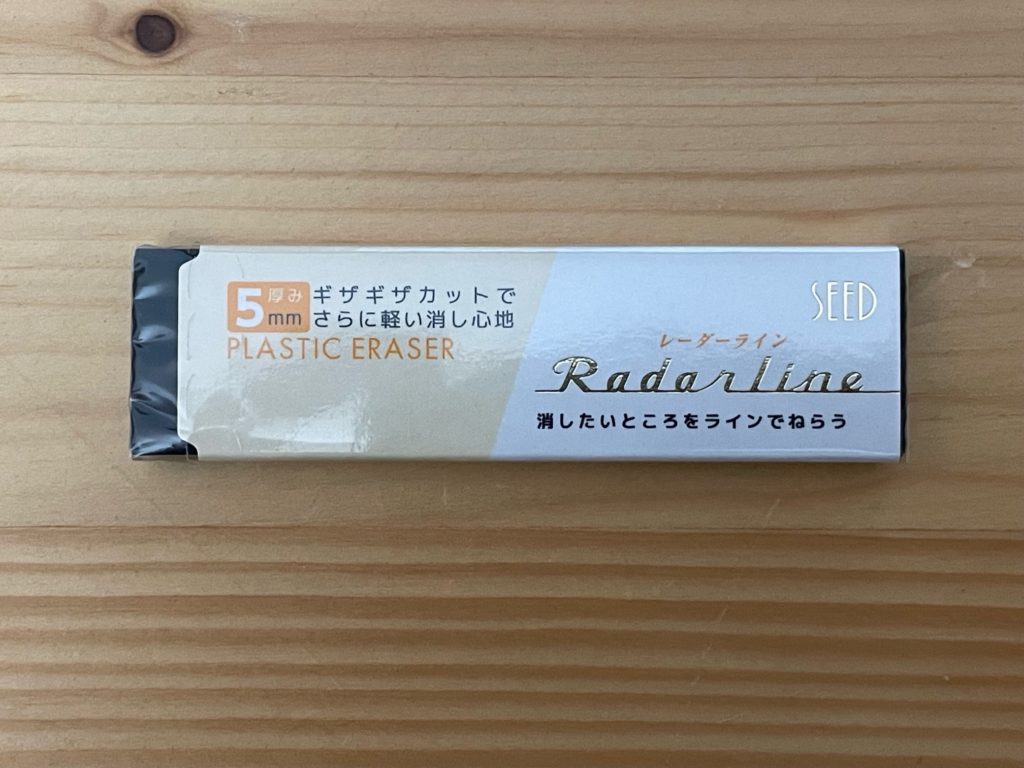 5 厚み mm
ギザギザカットで
さらに軽い消し心地
PLASTIC ERASER
SEED
レーダーライン
Radarline
消したいところをラインでねらう